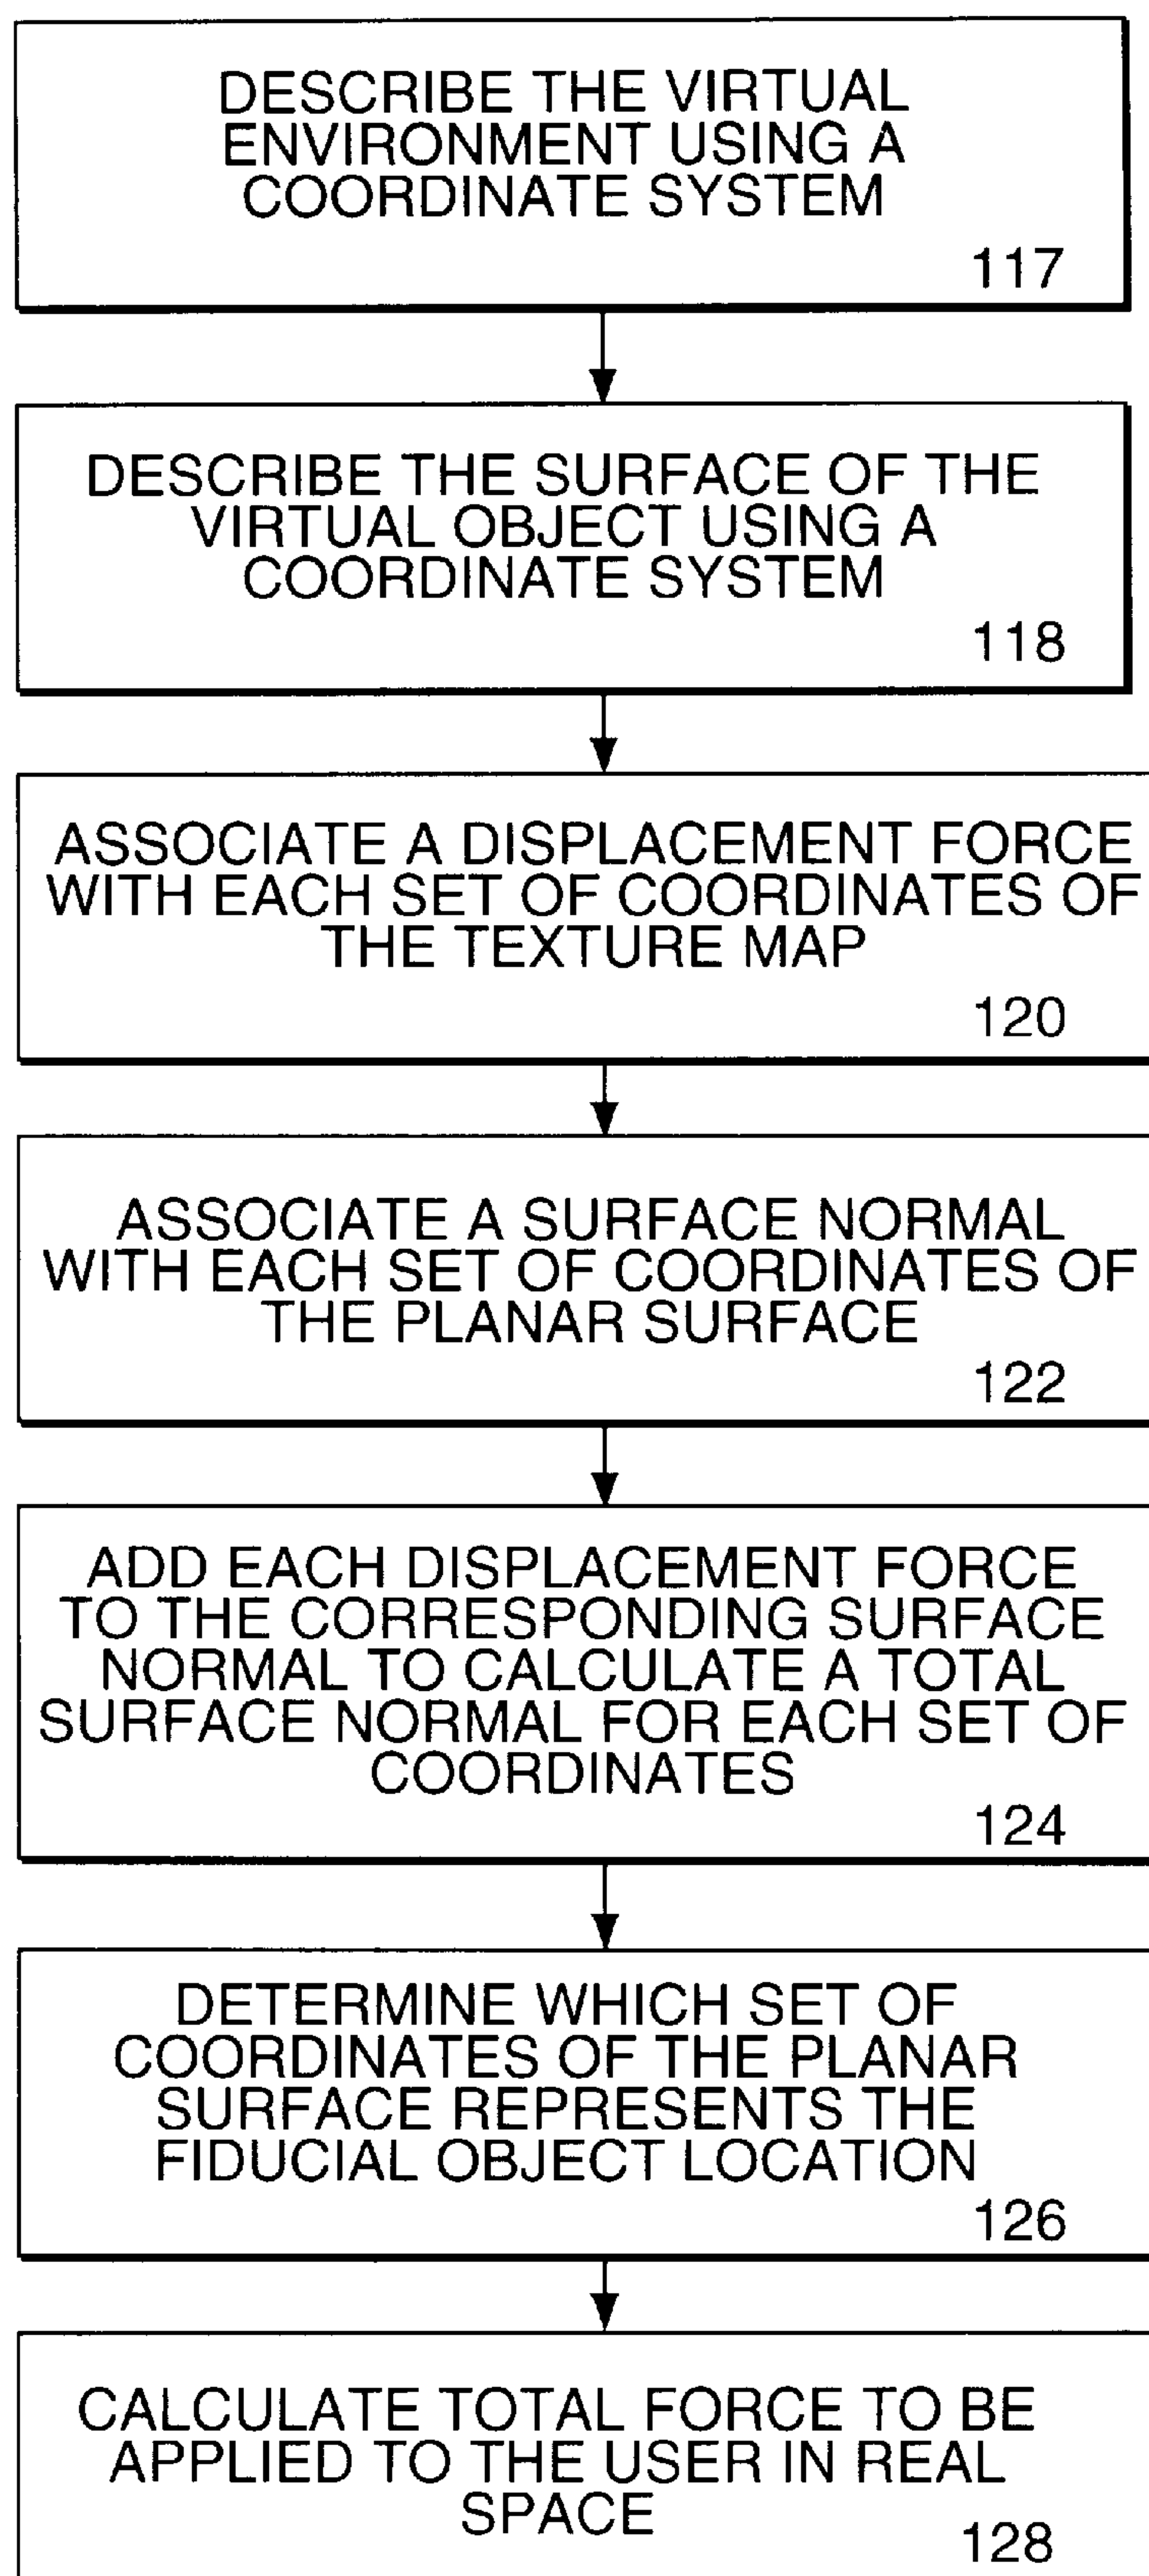 DESCRIBE THE VIRTUAL
ENVIRONMENT USING A
COORDINATE SYSTEM
117
DESCRIBE THE SURFACE OF THE
VIRTUAL OBJECT USING A
COORDINATE SYSTEM
118
ASSOCIATE A DISPLACEMENT FORCE
WITH EACH SET OF COORDINATES OF
THE TEXTURE MAP
120
ASSOCIATE A SURFACE NORMAL
WITH EACH SET OF COORDINATES OF
THE PLANAR SURFACE
122
ADD EACH DISPLACEMENT FORCE
TO THE CORRESPONDING SURFACE
NORMAL TO CALCULATE A TOTAL
SURFACE NORMAL FOR EACH SET OF
COORDINATES
124
DETERMINE WHICH SET OF
COORDINATES OF THE PLANAR
SURFACE REPRESENTS THE
FIDUCIAL OBJECT LOCATION
126
CALCULATE TOTAL FORCE TO BE
APPLIED TO THE USER IN REAL
SPACE
128